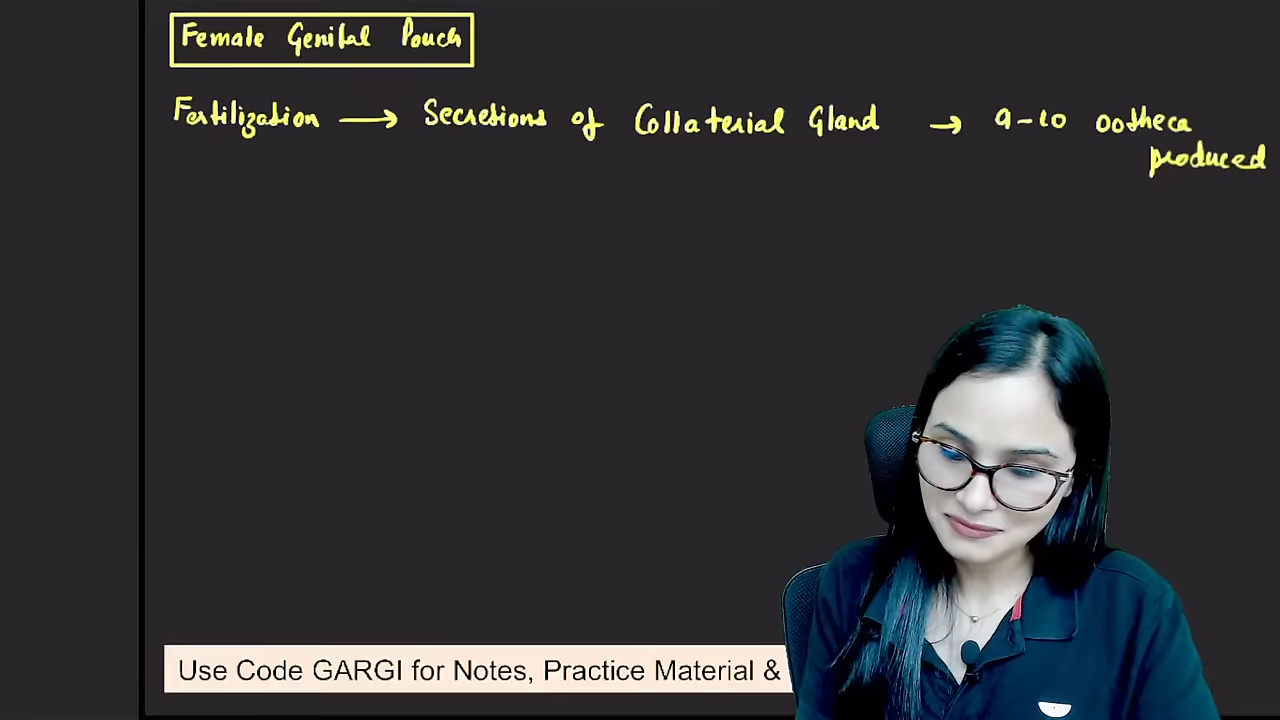 Female Genital Pouch
Fertilization → Secretions of Collaterial Gland → 9-10 ootheca
produced
Use Code GARGI for Notes, Practice Material &